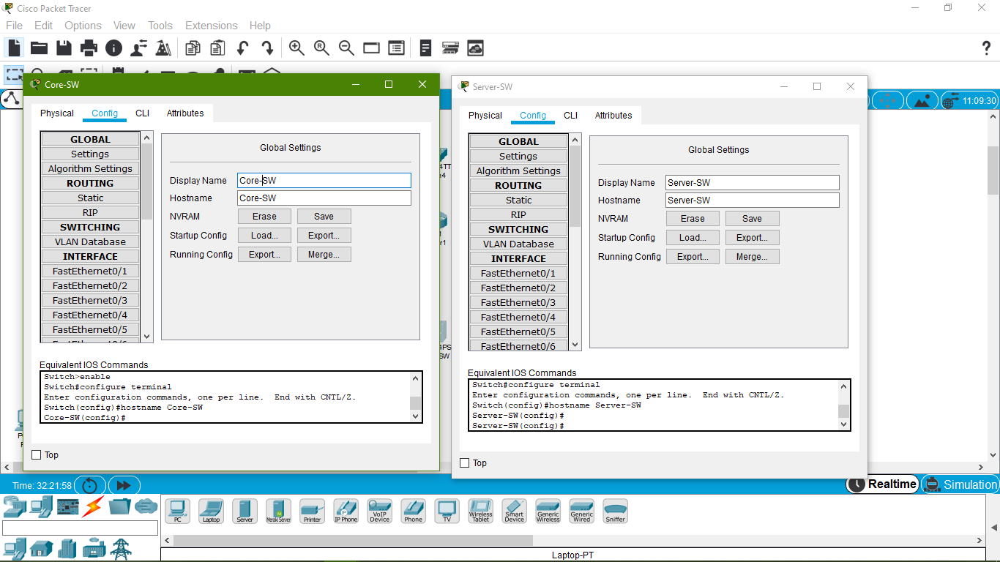 Cisco Packet Tracer
File Edit Options View Tools Extensions Help
?
11:09:30
Core-SW
Physical Config CLI Attributes
GLOBAL
Settings
Algorithm Settings
ROUTING
Static
RIP
SWITCHING
VLAN Database
INTERFACE
FastEthernet0/1
FastEthernet0/2
FastEthernet0/3
FastEthernet0/4
FastEthernet0/5
Global Settings
Display Name Core-SW
Hostname Core-SW
NVRAM Erase Save
Startup Config Load... Export...
Running Config Export... Merge...
Equivalent IOS Commands
Switch>enable
Switch#configure terminal
Enter configuration commands, one per line. End with CNTL/Z.
Switch(config)#hostname Core-SW
Core-SW(config)#
Top
Server-SW
Physical Config CLI Attributes
GLOBAL
Settings
Algorithm Settings
ROUTING
Static
RIP
SWITCHING
VLAN Database
INTERFACE
FastEthernet0/1
FastEthernet0/2
FastEthernet0/3
FastEthernet0/4
FastEthernet0/5
FastEthernet0/6
Global Settings
Display Name Server-SW
Hostname Server-SW
NVRAM Erase Save
Startup Config Load... Export...
Running Config Export... Merge...
Equivalent IOS Commands
Switch#configure terminal
Enter configuration commands, one per line. End with CNTL/Z.
Switch(config)#hostname Server-SW
Server-SW(config)#
Server-SW(config)#
Top
Time: 32:21:58
Realtime Simulation
PC Laptop Server Meraki Server Printer IP Phone VoIP Device Phone TV Wireless Tablet Smart Device Generic Wireless Generic Wired Sniffer
Laptop-PT